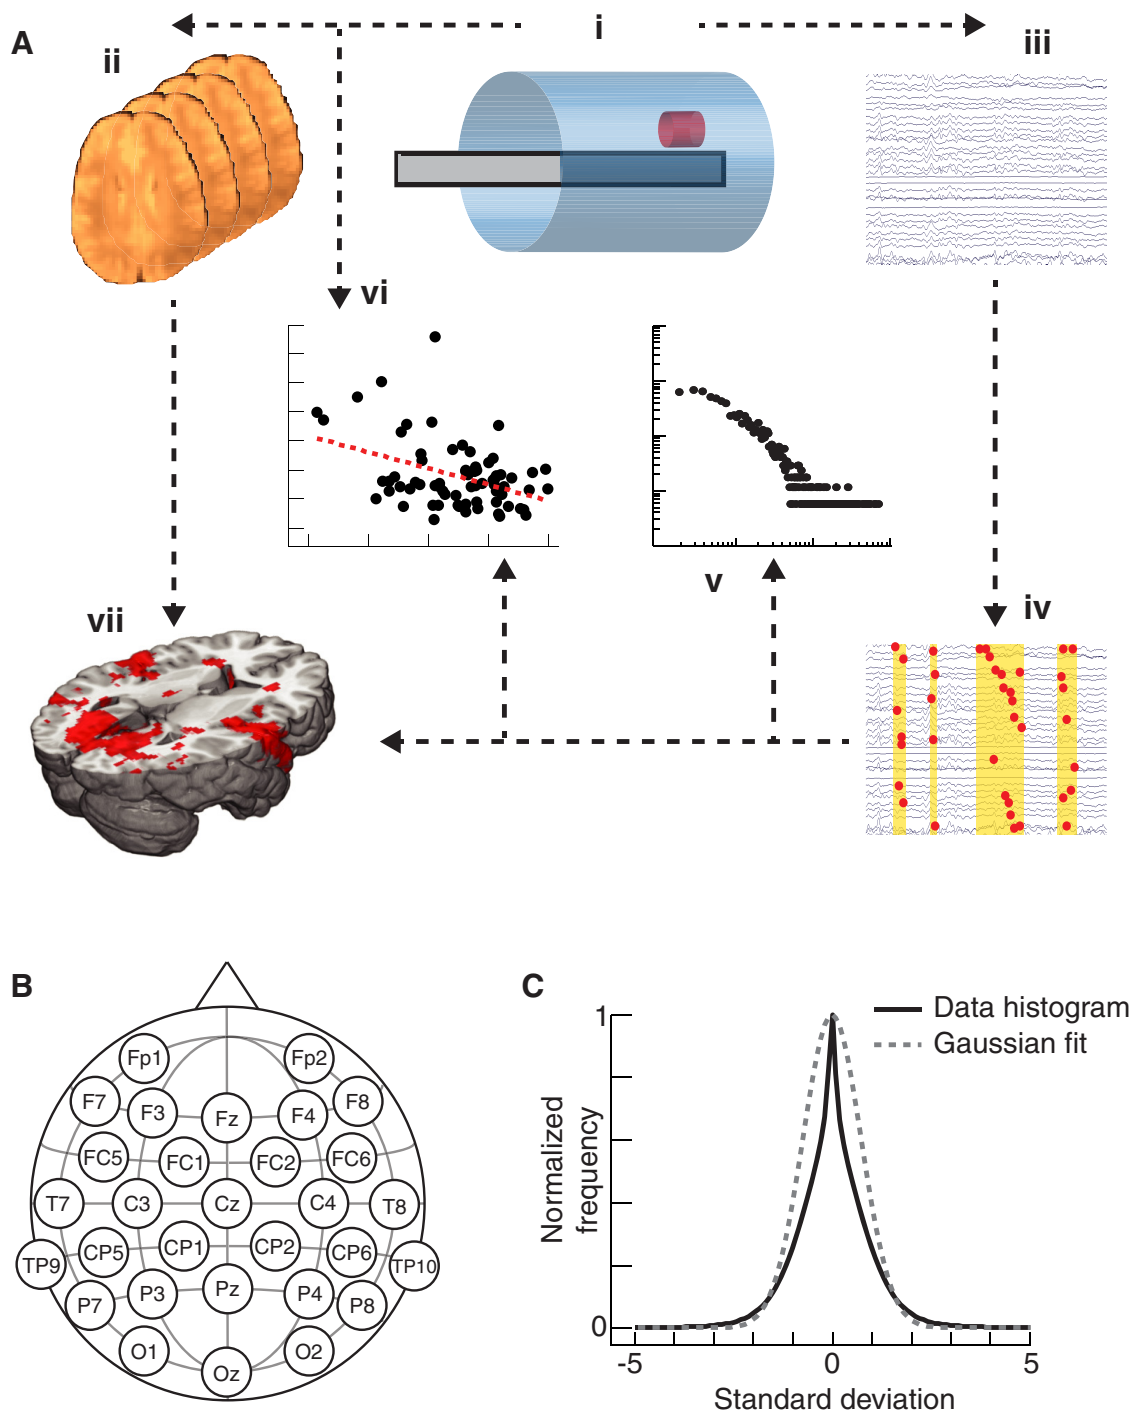 A
i
ii
iii
vi
v
vii
iv
B
Fp1
Fp2
F7
F3
Fz
F4
F8
FC5
FC1
FC2
FC6
T7
C3
Cz
C4
T8
TP9
CP5
CP1
CP2
CP6
TP10
P7
P3
Pz
P4
P8
O1
Oz
O2
C
Data histogram
Gaussian fit
1
Normalized
frequency
0
-5
0
5
Standard deviation